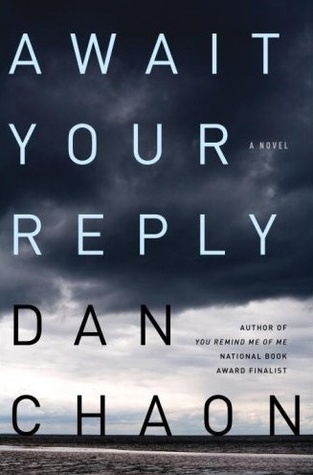 AWAIT
YOUR
A NOVEL
REPLY
DAN
AUTHOR OF
YOU REMIND ME OF ME
NATIONAL BOOK
AWARD FINALIST
CHAON